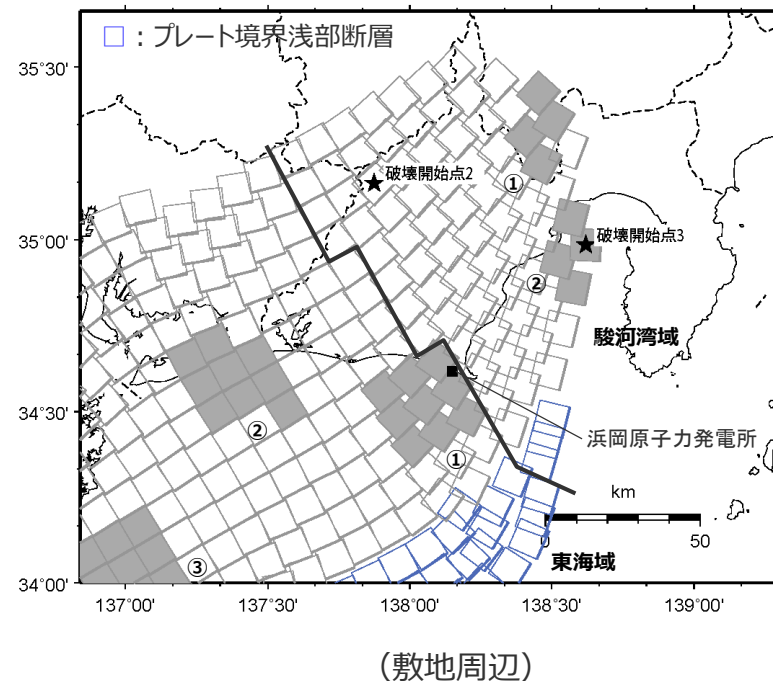 □：プレート境界浅部断層
35°30'
破壊開始点2
①
35°00'
破壊開始点3
②
駿河湾域
34°30'
②
浜岡原子力発電所
①
km
0
50
東海域
③
34°00'
137°00'
137°30'
138°00'
138°30'
139°00'
（敷地周辺）